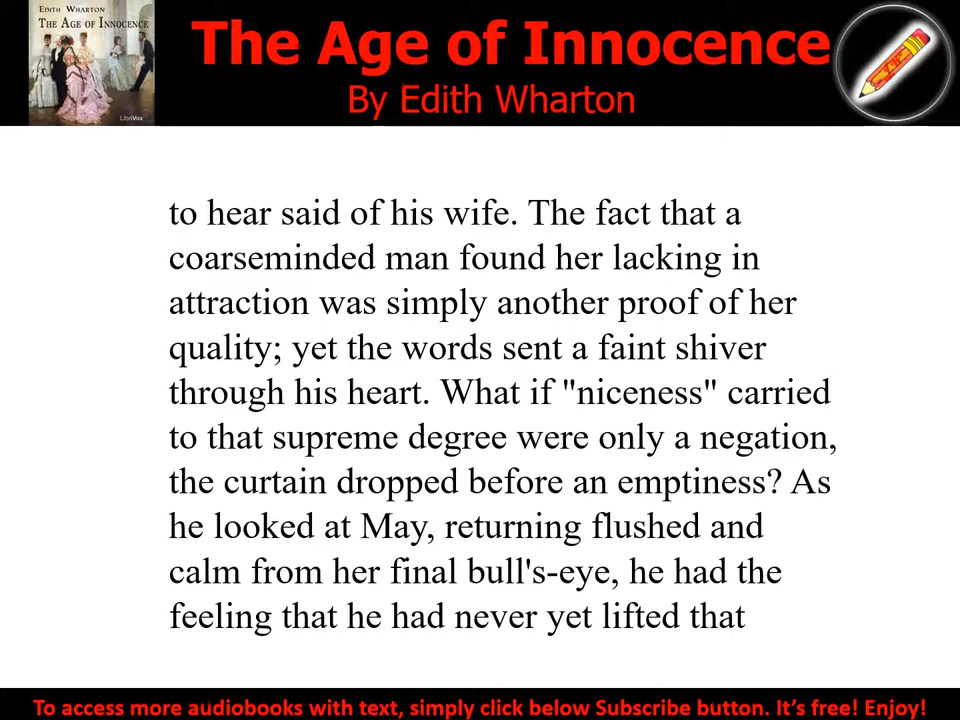 EDITH WHARTON
THE AGE OF INNOCENCE
LibriVox
The Age of Innocence
By Edith Wharton
to hear said of his wife. The fact that a
coarseminded man found her lacking in
attraction was simply another proof of her
quality; yet the words sent a faint shiver
through his heart. What if "niceness" carried
to that supreme degree were only a negation,
the curtain dropped before an emptiness? As
he looked at May, returning flushed and
calm from her final bull's-eye, he had the
feeling that he had never yet lifted that
To access more audiobooks with text, simply click below Subscribe button. It's free! Enjoy!